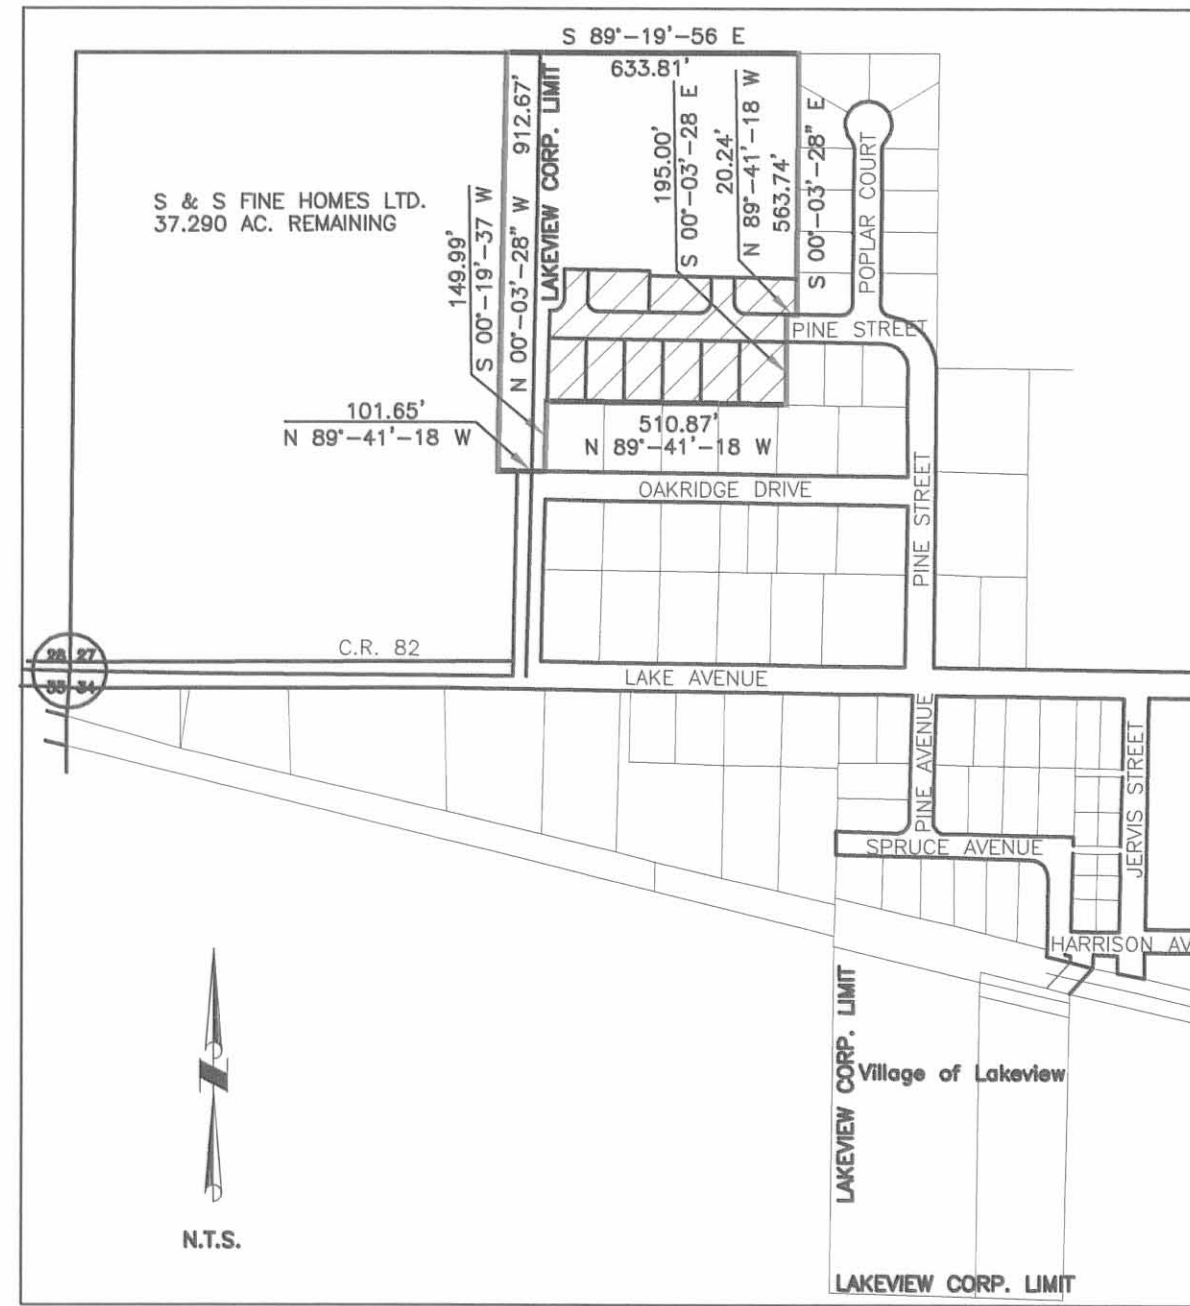 S 89°-19'-56 E
633.81'
912.67'
N 00°-03'-28" W
LAKEVIEW CORP. LIMIT
195.00'
S 00°-03'-28 E
20.24'
N 89°-41'-18 W
563.74'
S 00°-03'-28" E
POPLAR COURT
S & S FINE HOMES LTD.
37.290 AC. REMAINING
149.99'
S 00°-19'-37 W
PINE STREET
101.65'
N 89°-41'-18 W
510.87'
N 89°-41'-18 W
OAKRIDGE DRIVE
PINE STREET
C.R. 82
28 27
33 34
LAKE AVENUE
PINE AVENUE
JERVIS STREET
SPRUCE AVENUE
HARRISON AV
LAKEVIEW CORP. LIMIT
Village of Lakeview
N
N.T.S.
LAKEVIEW CORP. LIMIT